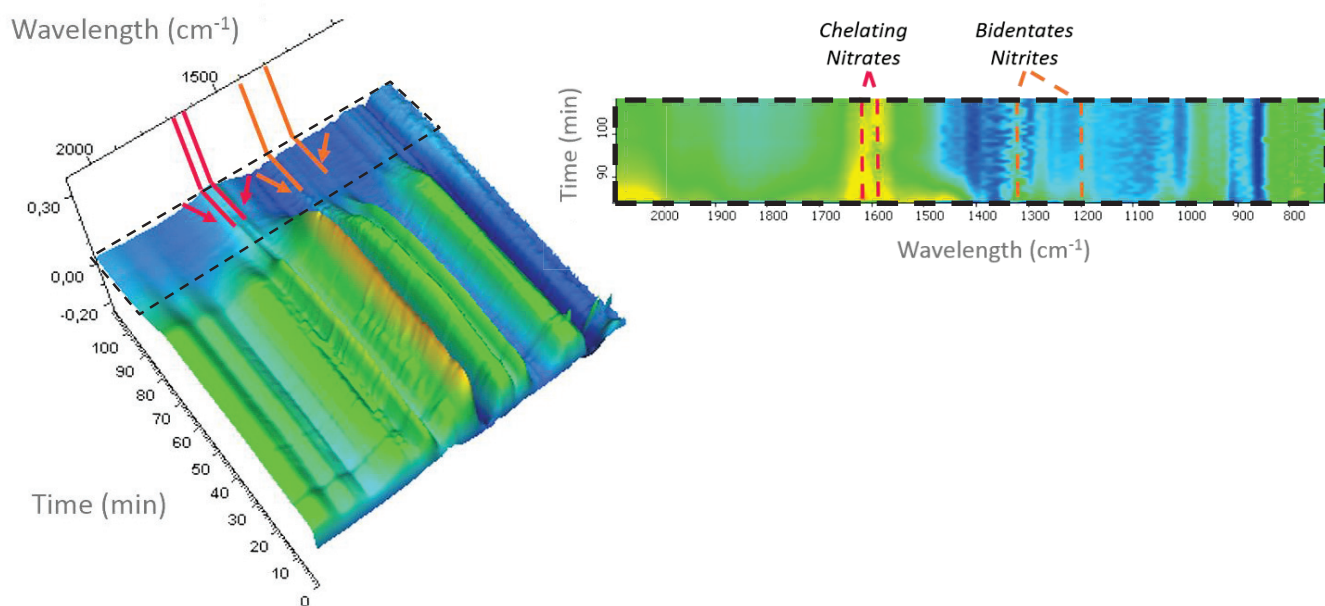 Wavelength (cm-1)
2000
1500
0,30
0,00
-0,20
100
90
80
70
60
50
40
30
20
10
0
Time (min)
Chelating
Nitrates
Bidentates
Nitrites
Time (min)
100
90
2000 1900 1800 1700 1600 1500 1400 1300 1200 1100 1000 900 800
Wavelength (cm-1)